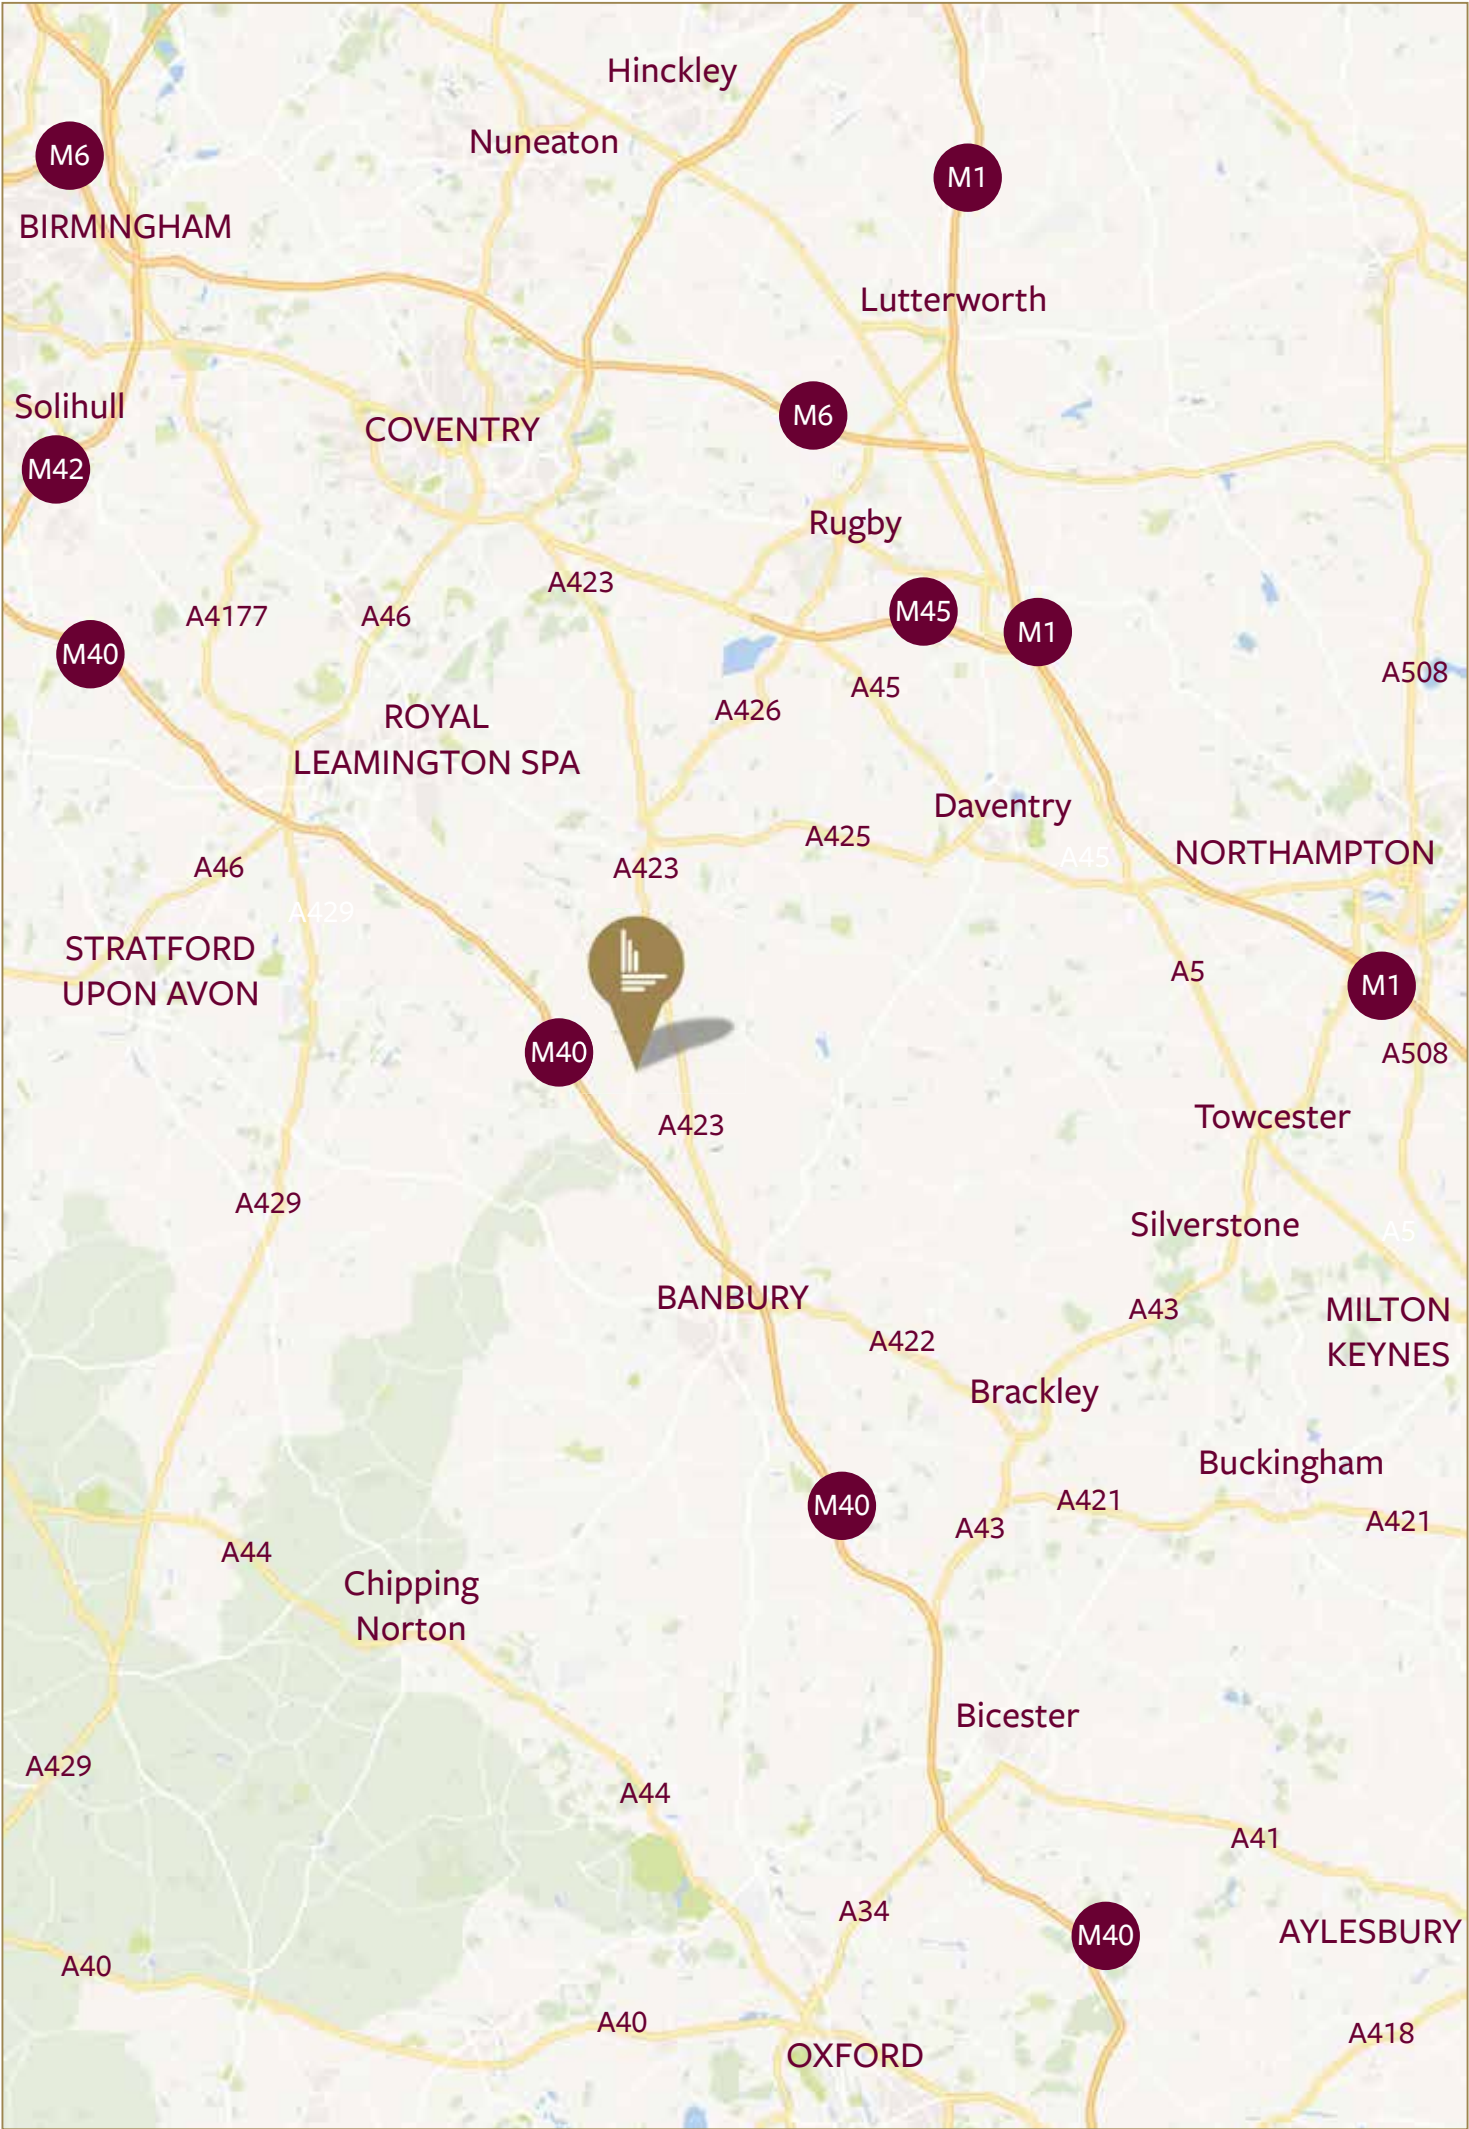 Hinckley
Nuneaton
M6
M1
BIRMINGHAM
Lutterworth
Solihull
M6
COVENTRY
M42
Rugby
A423
M45
A4177
A46
M1
M40
A508
A45
A426
ROYAL
LEAMINGTON SPA
Daventry
A425
A45
NORTHAMPTON
A46
A423
A429
STRATFORD
UPON AVON
A5
M1
M40
A508
Towcester
A423
A429
Silverstone
A5
BANBURY
A43
MILTON
KEYNES
A422
Brackley
Buckingham
A421
M40
A421
A43
A44
Chipping
Norton
Bicester
A429
A44
A41
A34
AYLESBURY
M40
A40
A40
A418
OXFORD